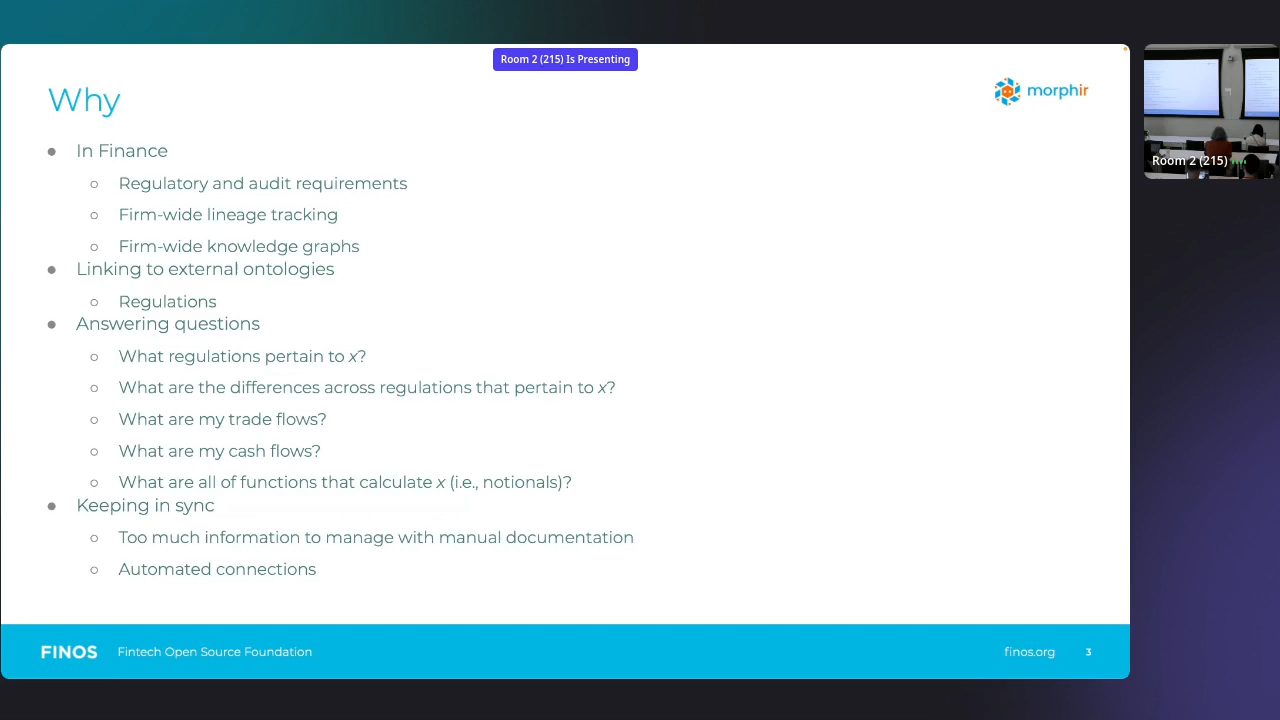 Room 2 (215) Is Presenting
Why
morphir
In Finance
Regulatory and audit requirements
Firm-wide lineage tracking
Firm-wide knowledge graphs
Linking to external ontologies
Regulations
Answering questions
What regulations pertain to x?
What are the differences across regulations that pertain to x?
What are my trade flows?
What are my cash flows?
What are all of functions that calculate x (i.e., notionals)?
Keeping in sync
Too much information to manage with manual documentation
Automated connections
FINOS Fintech Open Source Foundation finos.org 3
Room 2 (215)